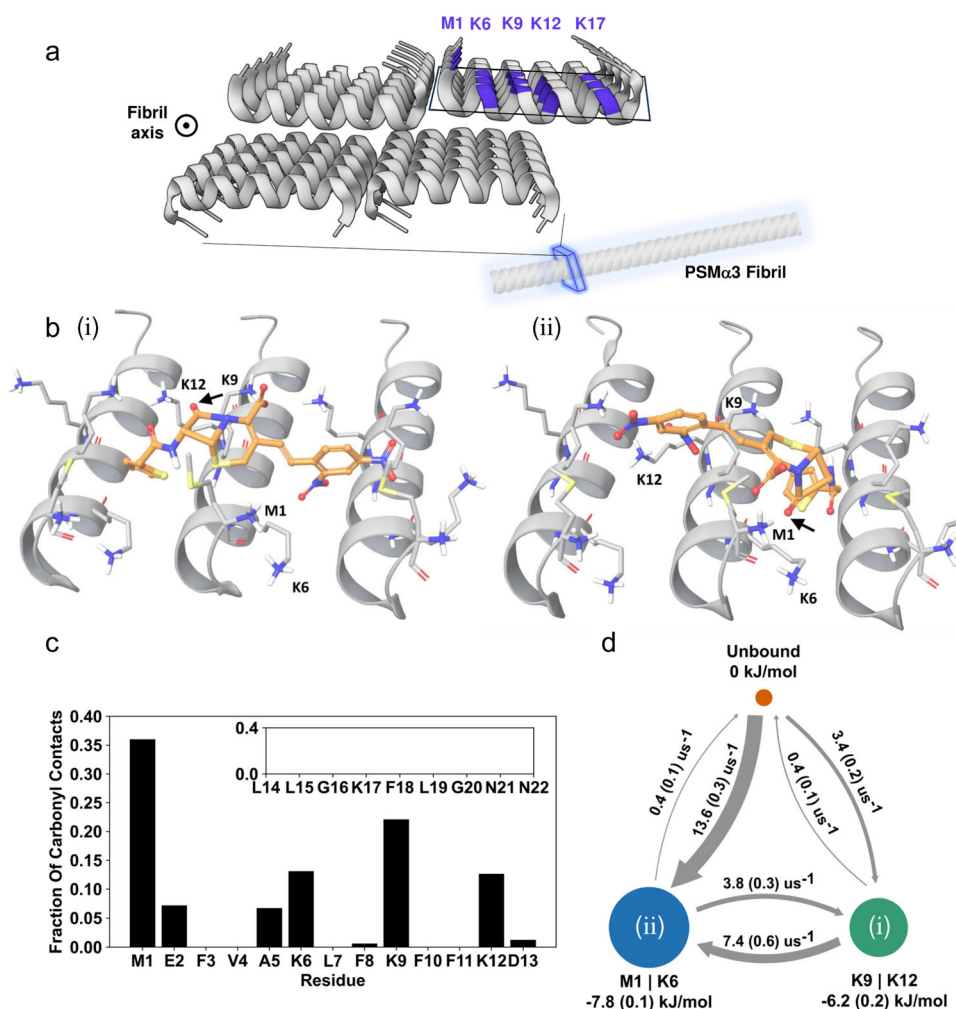 a
M1 K6 K9 K12 K17
Fibril
axis
PSMα3 Fibril
b (i)
K12 K9
M1
K6
(ii)
K9
K12
M1
K6
c
Fraction Of Carbonyl Contacts
0.40
0.35
0.30
0.25
0.20
0.15
0.10
0.05
0.00
M1 E2 F3 V4 A5 K6 L7 F8 K9 F10 F11 K12 D13
Residue
0.4
0.0
L14 L15 G16 K17 F18 L19 G20 N21 N22
d
Unbound
0 kJ/mol
0.4 (0.1) us-1
13.6 (0.3) us-1
0.4 (0.1) us-1
3.4 (0.2) us-1
3.8 (0.3) us-1
7.4 (0.6) us-1
(ii)
(i)
M1 | K6
-7.8 (0.1) kJ/mol
K9 | K12
-6.2 (0.2) kJ/mol